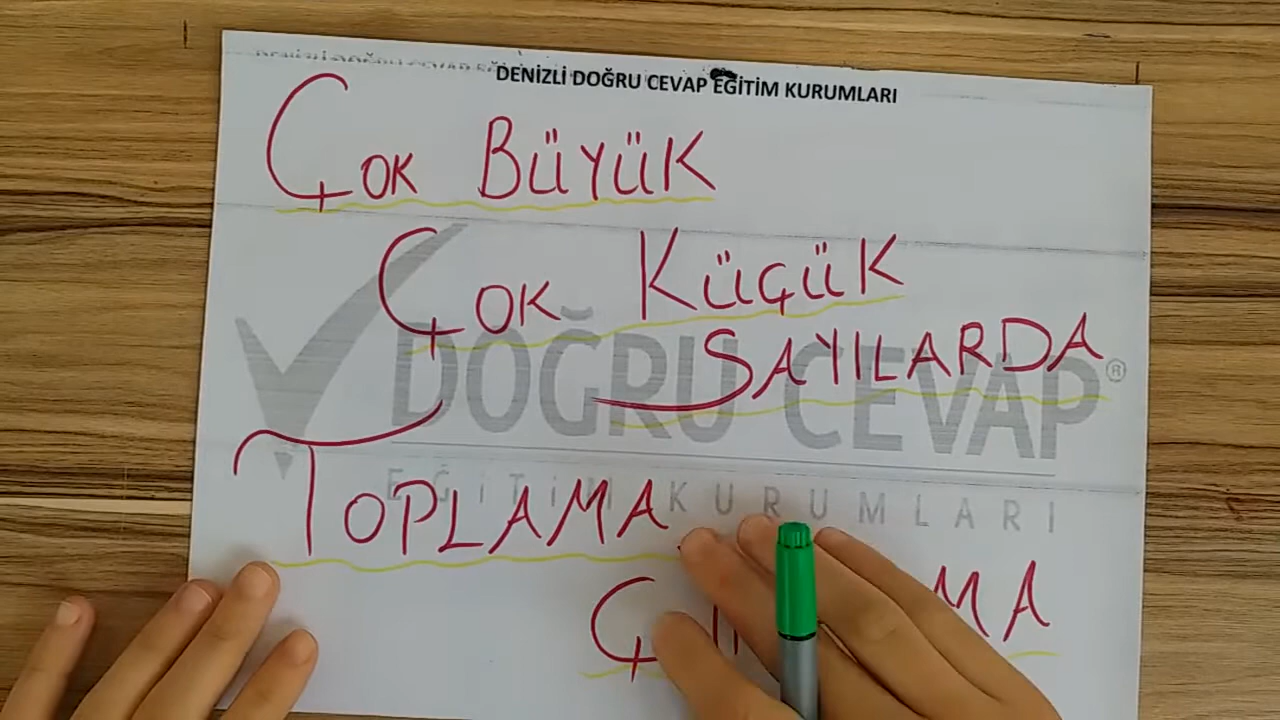 DENİZLİ DOĞRU CEVAP EĞİTİM KURUMLARI
ÇOK BÜYÜK
ÇOK KÜÇÜK
SAYILARDA
DOĞRU CEVAP®
EĞİTİM KURUMLARI
TOPLAMA